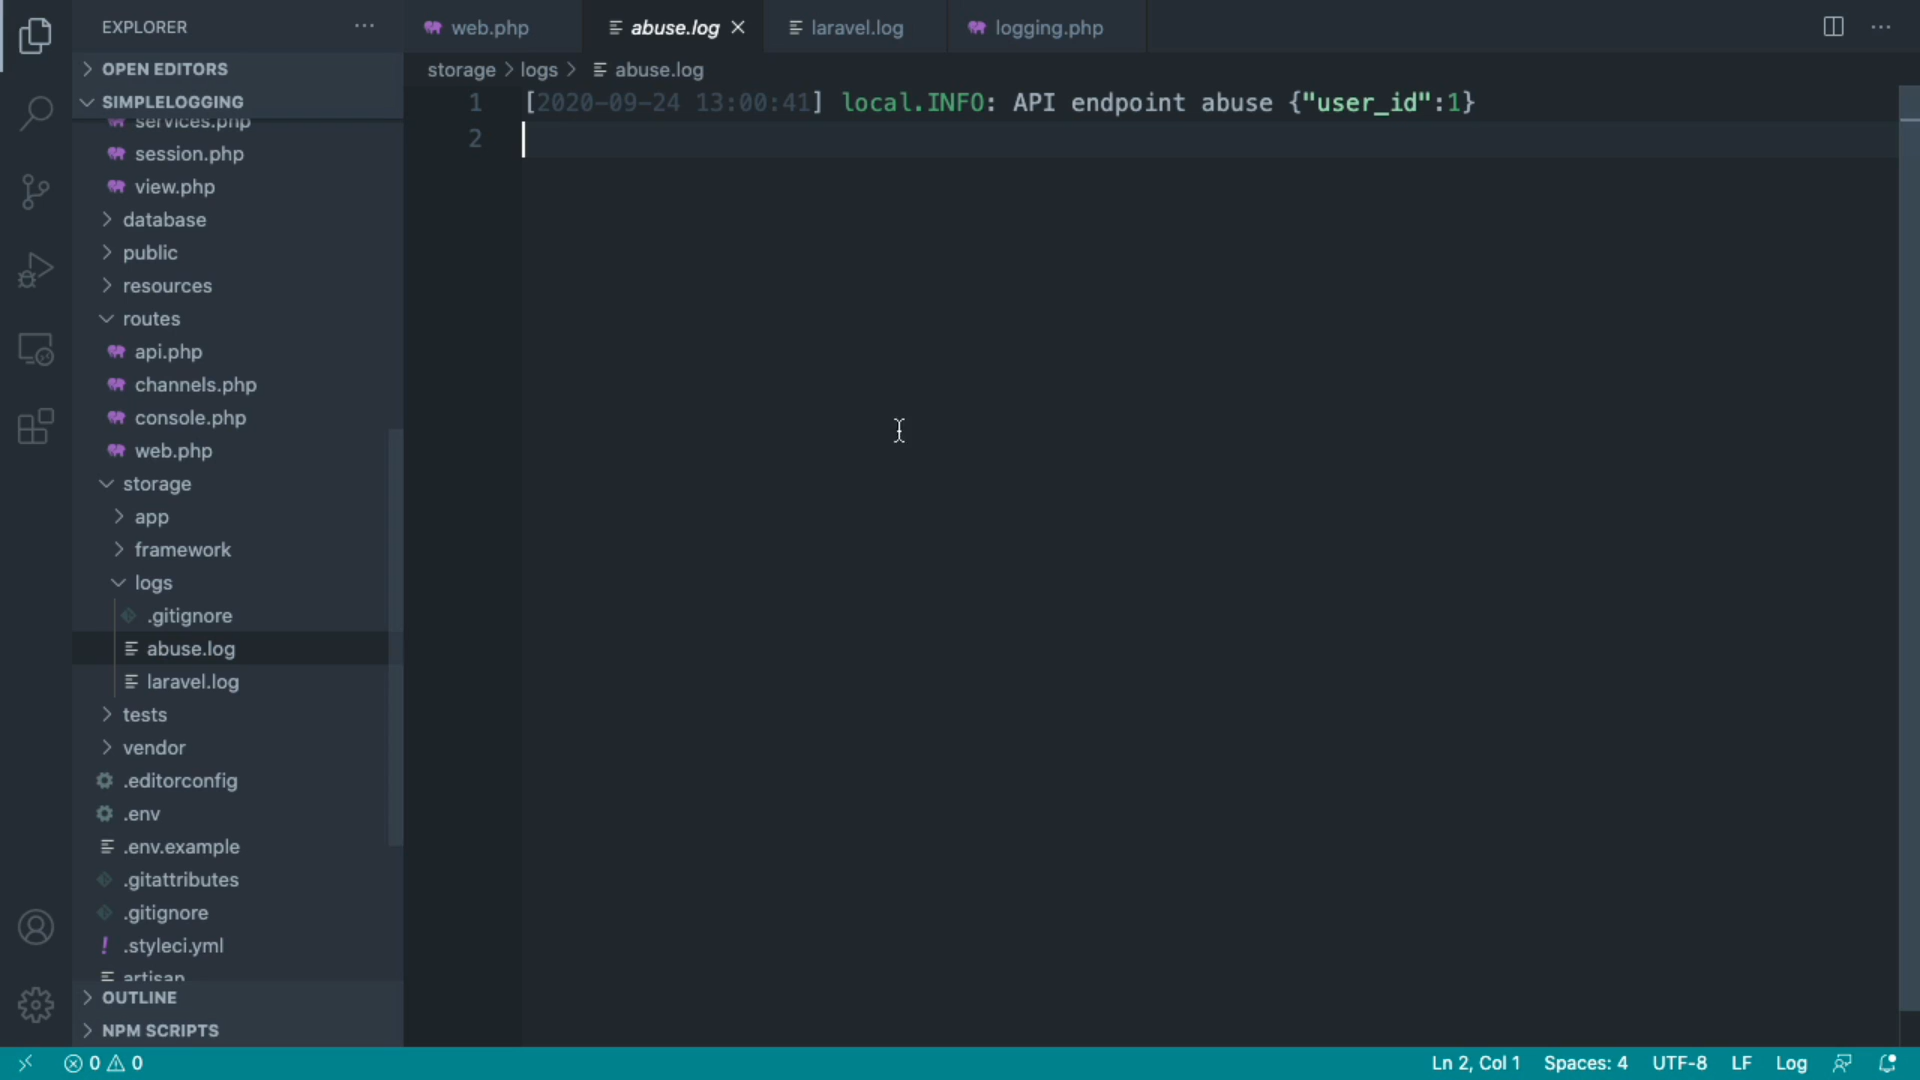 EXPLORER
web.php
abuse.log
laravel.log
logging.php
OPEN EDITORS
SIMPLELOGGING
storage > logs > abuse.log
1 [2020-09-24 13:00:41] local.INFO: API endpoint abuse {"user_id":1}
2
services.php
session.php
view.php
database
public
resources
routes
api.php
channels.php
console.php
web.php
storage
app
framework
logs
.gitignore
abuse.log
laravel.log
tests
vendor
.editorconfig
.env
.env.example
.gitattributes
.gitignore
.styleci.yml
artisan
OUTLINE
NPM SCRIPTS
0 0
Ln 2, Col 1
Spaces: 4
UTF-8
LF
Log